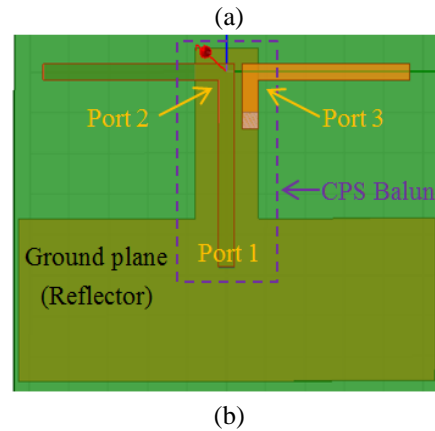 (a)
Port 2
Port 3
CPS Balun
Ground plane
(Reflector)
Port 1
(b)